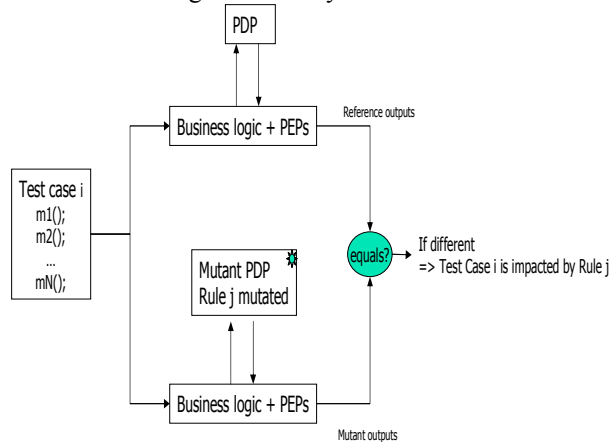 PDP
Business logic + PEPs
Reference outputs
Test case i
m1();
m2();
...
mN();
equals?
If different
=> Test Case i is impacted by Rule j
Mutant PDP
Rule j mutated
Business logic + PEPs
Mutant outputs